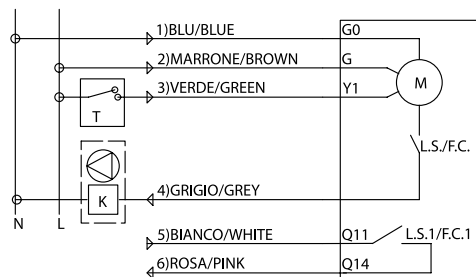 1)BLU/BLUE G0
2)MARRONE/BROWN G
3)VERDE/GREEN Y1
M
T
L.S./F.C.
K
4)GRIGIO/GREY
N L
5)BIANCO/WHITE Q11
L.S.1/F.C.1
6)ROSA/PINK Q14